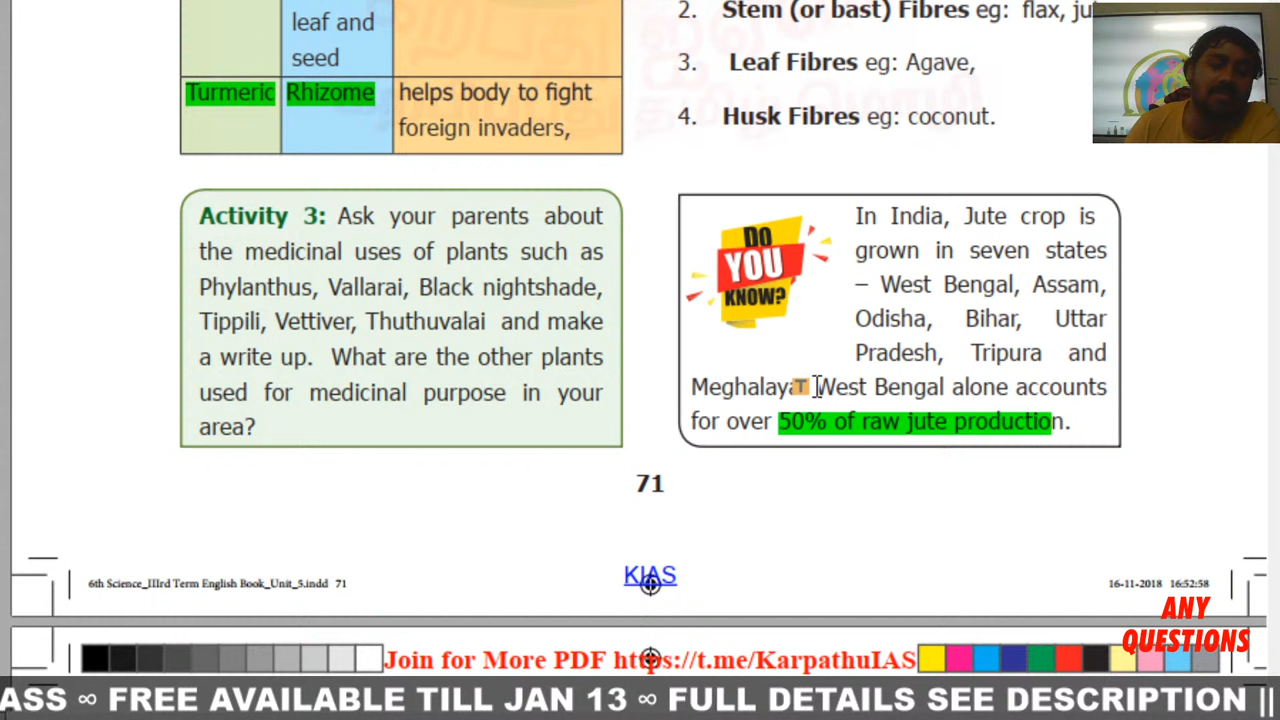 leaf and
seed
Turmeric Rhizome helps body to fight
foreign invaders,
Activity 3: Ask your parents about
the medicinal uses of plants such as
Phylanthus, Vallarai, Black nightshade,
Tippili, Vettiver, Thuthuvalai and make
a write up. What are the other plants
used for medicinal purpose in your
area?
2. Stem (or bast) Fibres eg: flax, ju
3. Leaf Fibres eg: Agave,
4. Husk Fibres eg: coconut.
DO
YOU
KNOW?
In India, Jute crop is
grown in seven states
– West Bengal, Assam,
Odisha, Bihar, Uttar
Pradesh, Tripura and
Meghalaya West Bengal alone accounts
for over 50% of raw jute production.
71
6th Science_IIIrd Term English Book_Unit_5.indd 71
KIAS
16-11-2018 16:52:58
ANY
QUESTIONS
Join for More PDF https://t.me/KarpathuIAS
ASS ∞ FREE AVAILABLE TILL JAN 13 ∞ FULL DETAILS SEE DESCRIPTION ||